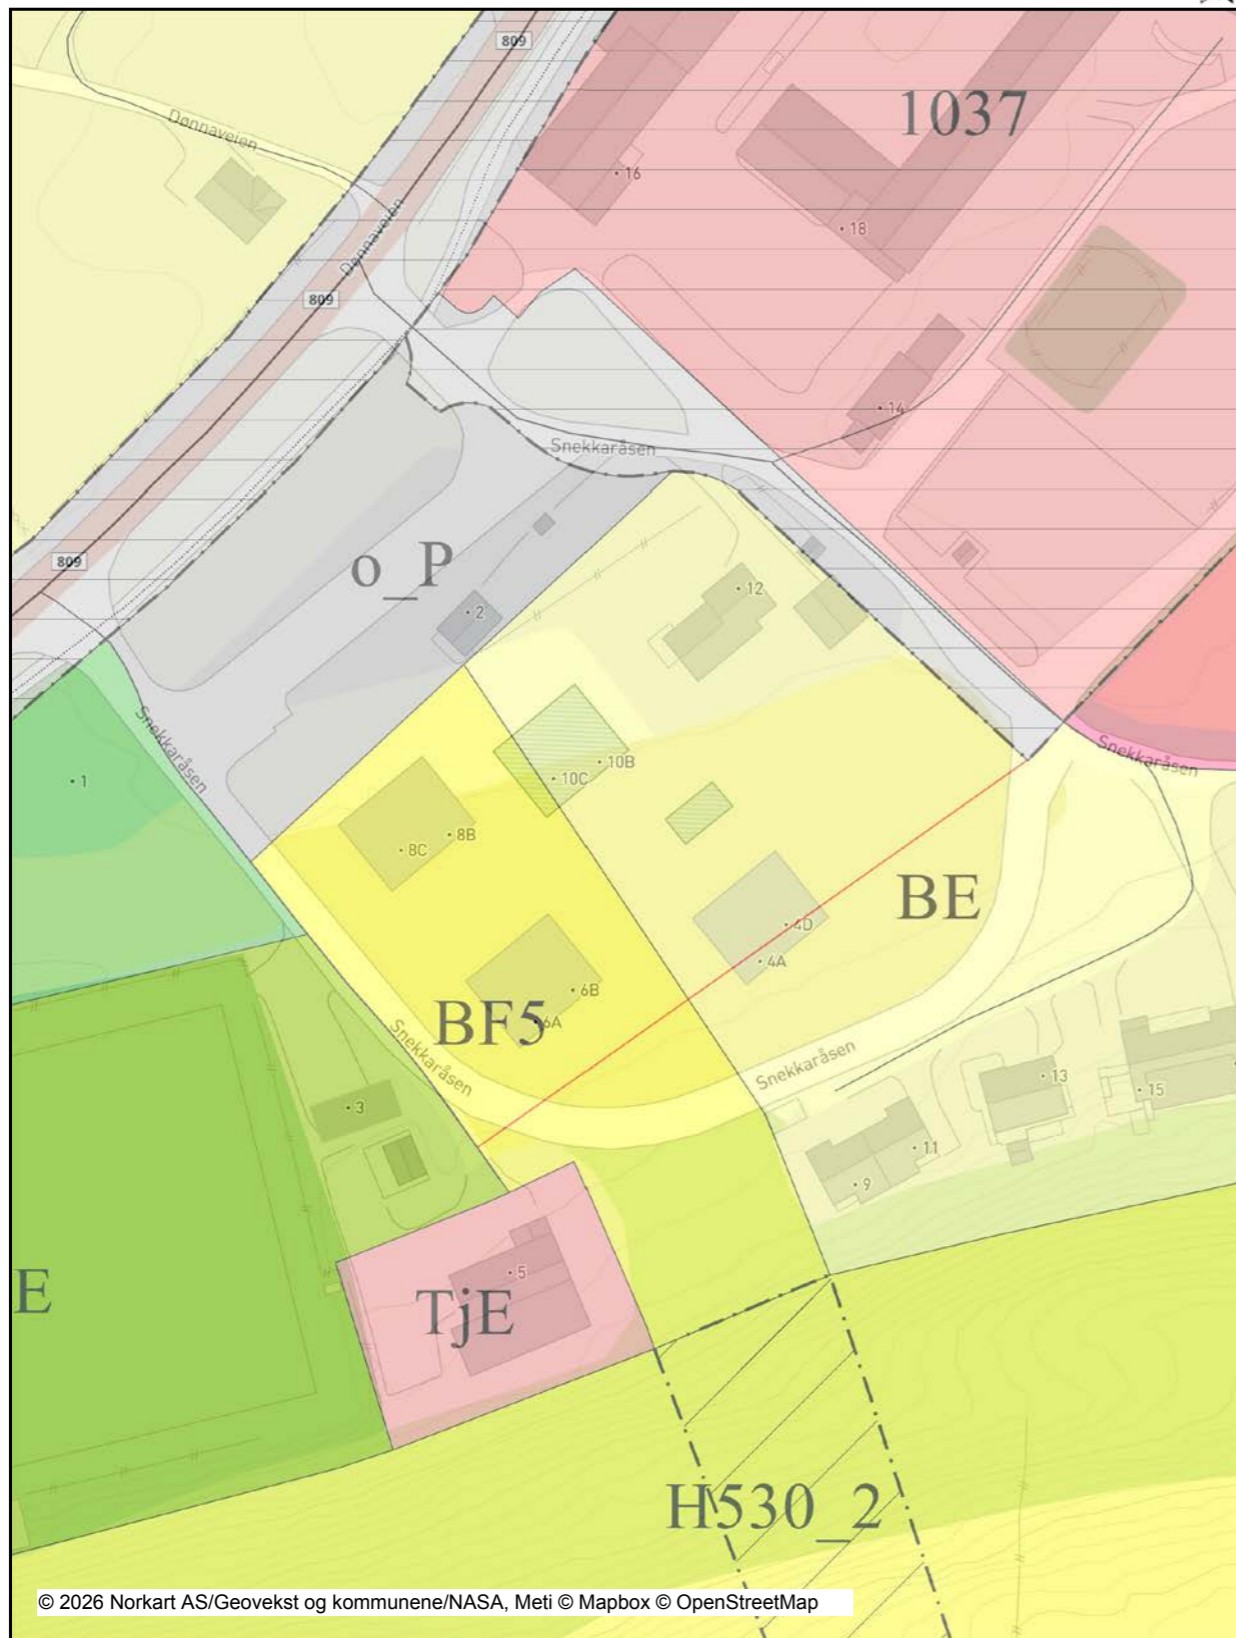 809
1037
Dønnaveien
16
18
Dønnaveien
809
14
Snekkaråsen
809
o_P
2
12
Snekkaråsen
Snekkaråsen
1
10B
10C
8B
8C
BE
4D
4A
6B
BF5
6A
Snekkaråsen
Snekkaråsen
13
15
3
11
9
5
E
TjE
H530_2
© 2026 Norkart AS/Geovekst og kommunene/NASA, Meti © Mapbox © OpenStreetMap